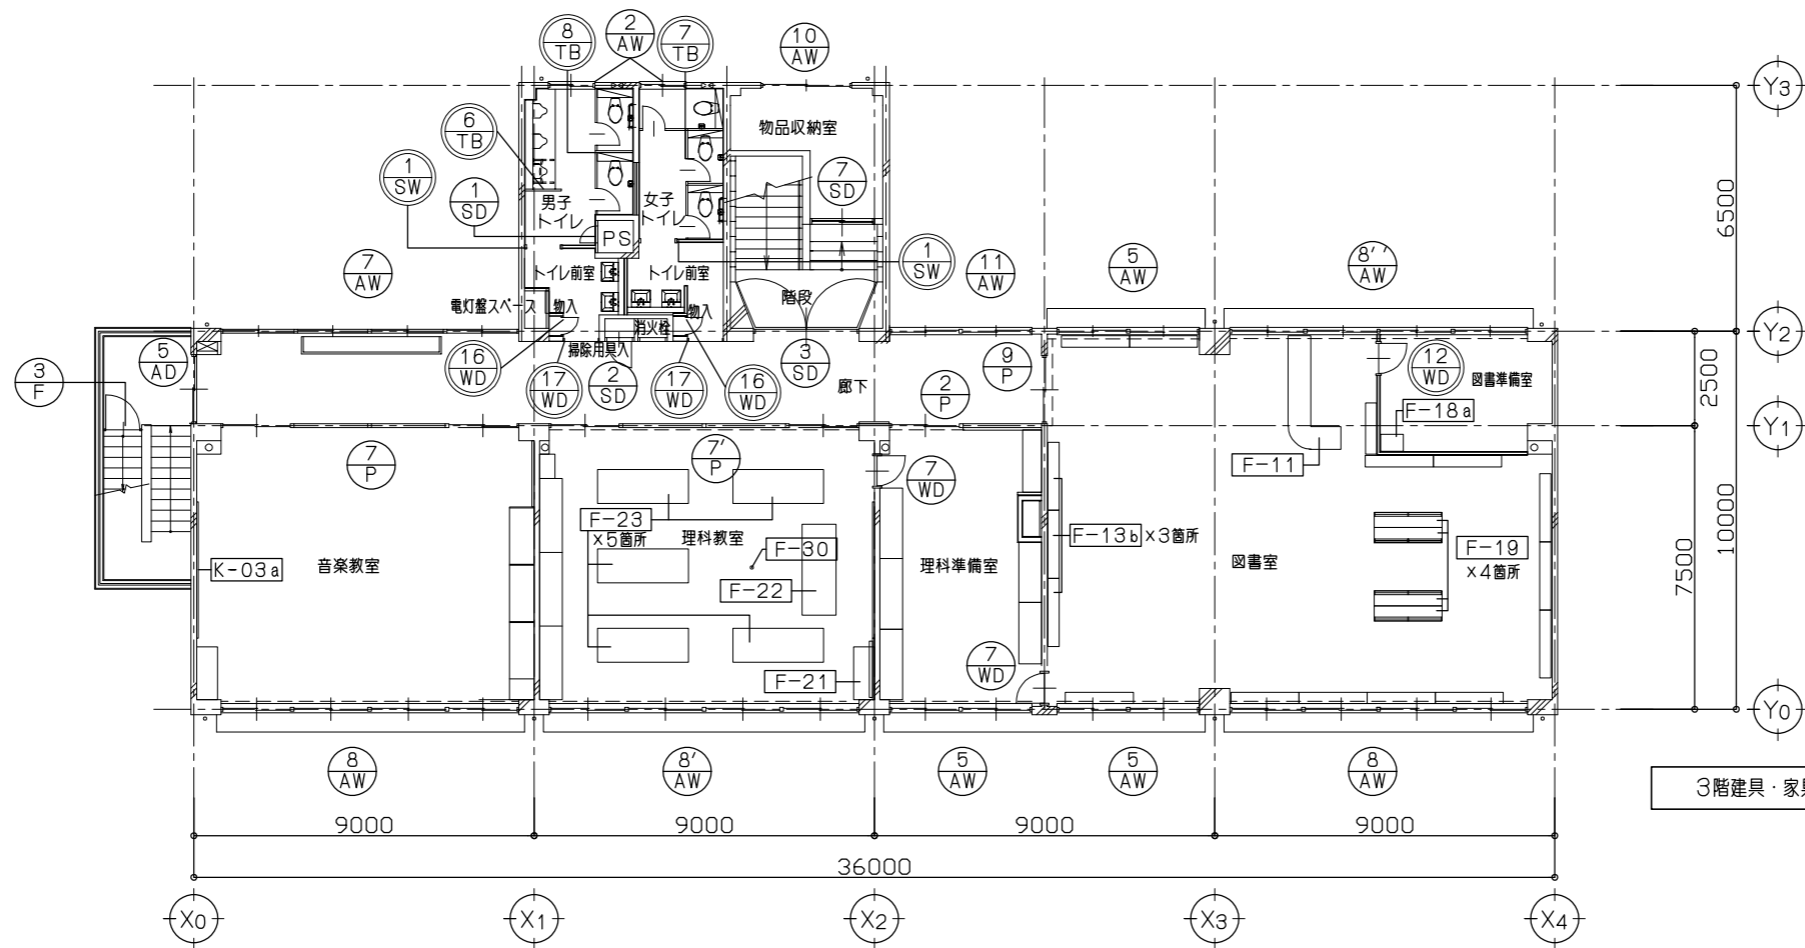 8
TB
2
AW
7
TB
10
AW
Y3
6
TB
物品収納室
1
SW
1
SD
7
SD
男子
トイレ
女子
トイレ
PS
6500
7
AW
トイレ前室
トイレ前室
1
SW
11
AW
5
AW
8''
AW
電灯盤スペース
物入
物入
階段
消火栓
掃除用具入
Y2
3
F
5
AD
16
WD
17
WD
2
SD
17
WD
16
WD
3
SD
廊下
9
P
2
P
12
WD
図書準備室
F-18a
2500
Y1
7
P
7'
P
7
WD
F-11
F-23
×5箇所
理科教室
F-30
F-13b ×3箇所
F-19
×4箇所
K-03a
音楽教室
F-22
理科準備室
図書室
7500
10000
7
WD
F-21
Y0
8
AW
8'
AW
5
AW
5
AW
8
AW
3階建具・家
9000
9000
9000
9000
36000
X0
X1
X2
X3
X4